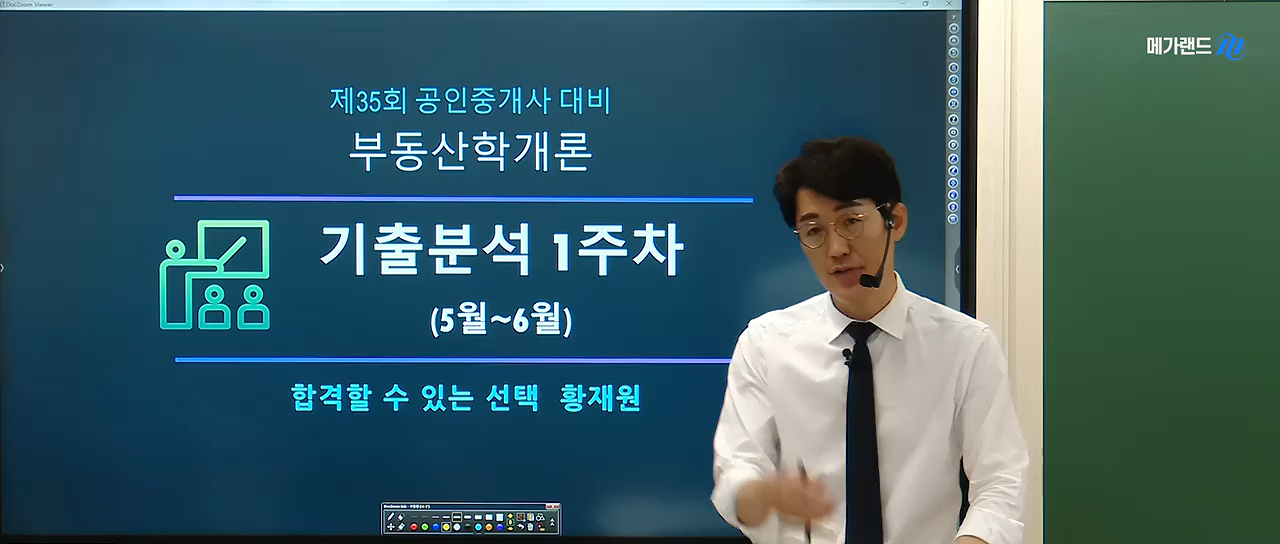 DocZoom Viewer
메가랜드
제35회 공인중개사 대비
부동산학개론
기출분석 1주차
(5월~6월)
합격할 수 있는 선택 황재원